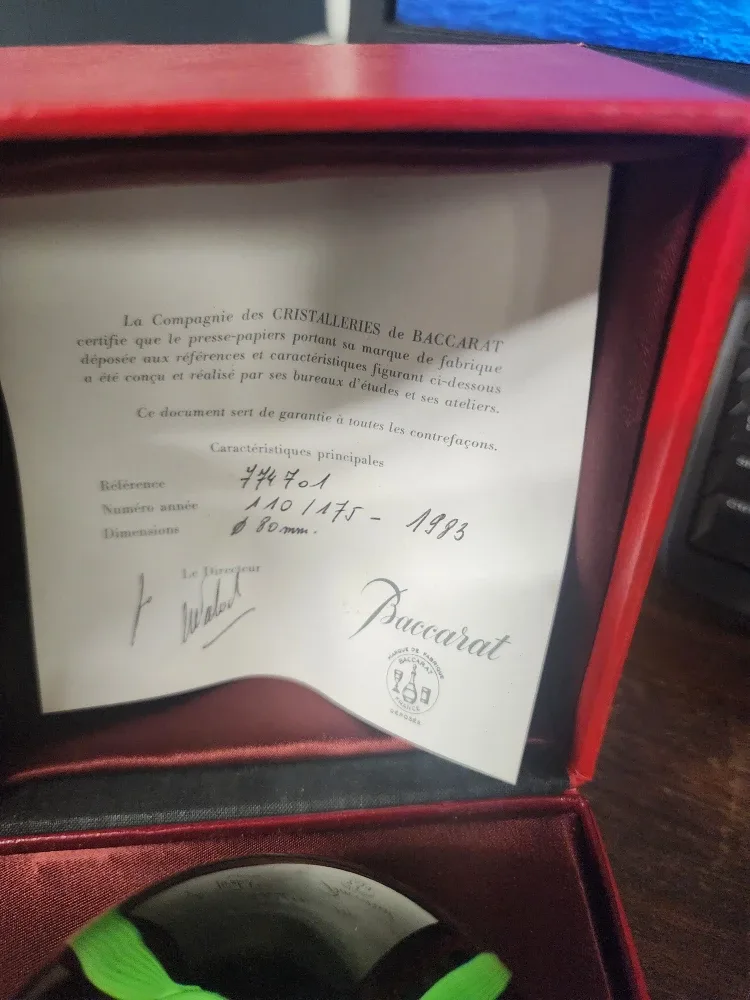 La Compagnie des CRISTALLERIES de BACCARAT
certifie que le presse-papiers portant sa marque de fabrique
déposée aux références et caractéristiques figurant ci-dessous
a été conçu et réalisé par ses bureaux d'études et ses ateliers.
Ce document sert de garantie à toutes les contrefaçons.
Caractéristiques principales
Référence 774701
Numéro année 110/175 - 1983
Dimensions ø 80 mm.
Le Directeur
Baccarat
MARQUE DE FABRIQUE
BACCARAT
FRANCE
DÉPOSÉE